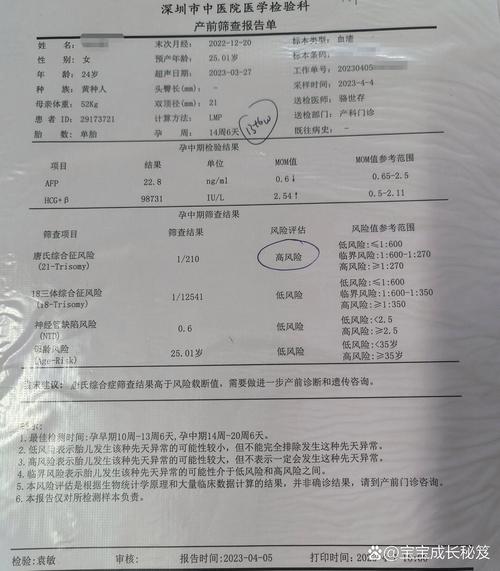 深圳市中医院医学检验科
产前筛查报告单
姓 名: 末次月经: 2022-12-20 标本类型: 血清
性 别: 女 预产年龄: 25.01岁 标本条码:
年 龄: 24岁 超声日期: 2023-03-27 工作单号: 20230405
种 族: 黄种人 头臀长: - 采样时间: 2023-4-4
母亲体重: 52Kg 双顶径: 21 送检医师: 骆世存
患者 ID: 29173721 计算方法: LMP 送检部门: 产科门诊
胎 数: 单胎 孕 周: 14周6天 既往病史: -
13+6w
孕中期检验结果
项目 结果 单位 MOM值 MOM值参考范围
AFP 22.8 ng/ml 0.6↓ 0.65-2.5
HCG+β 98731 IU/L 2.54↑ 0.5-2.11
孕中期筛查结果
筛查项目 筛查结果 风险评估 风险值参考范围
唐氏综合征风险 1/210 高风险 低风险:≤1:600
(21-Trisomy) 临界风险:1:600-1:270
高风险:≥1:270
18三体综合征风险 1/12541 低风险 低风险:≤1:600
(18-Trisomy) 临界风险:1:600-1:350
高风险:≥1:350
神经管缺陷风险 0.6 低风险 低风险:<2.5
(NTD) 高风险:≥2.5
年龄风险 25.01岁 低风险 低风险:<35岁
(Age-Risk) 高风险:≥35岁
建议: 唐氏综合症筛查结果高于风险截断值,需要做进一步产前诊断和遗传咨询。
1.最佳检测时间:孕早期10周-13周6天,孕中期14周-20周6天。
2.低风险表示胎儿发生该种先天异常的可能性较小,但不能完全排除发生这种先天异常。
3.高风险表示胎儿发生该种先天异常的可能性较大,但不表示一定会发生这种先天异常。
4.临界风险表示胎儿发生该种先天异常的可能性介于低风险和高风险之间。
5.本风险评估是根据生物统计学原理和大量临床数据计算的结果,并非确诊结果,请到产前门诊咨询。
6.本报告仅对所检测样本负责。
检验:袁敏 审核: 报告时间:2023-04-05 打印时间:
宝宝成长秘笈